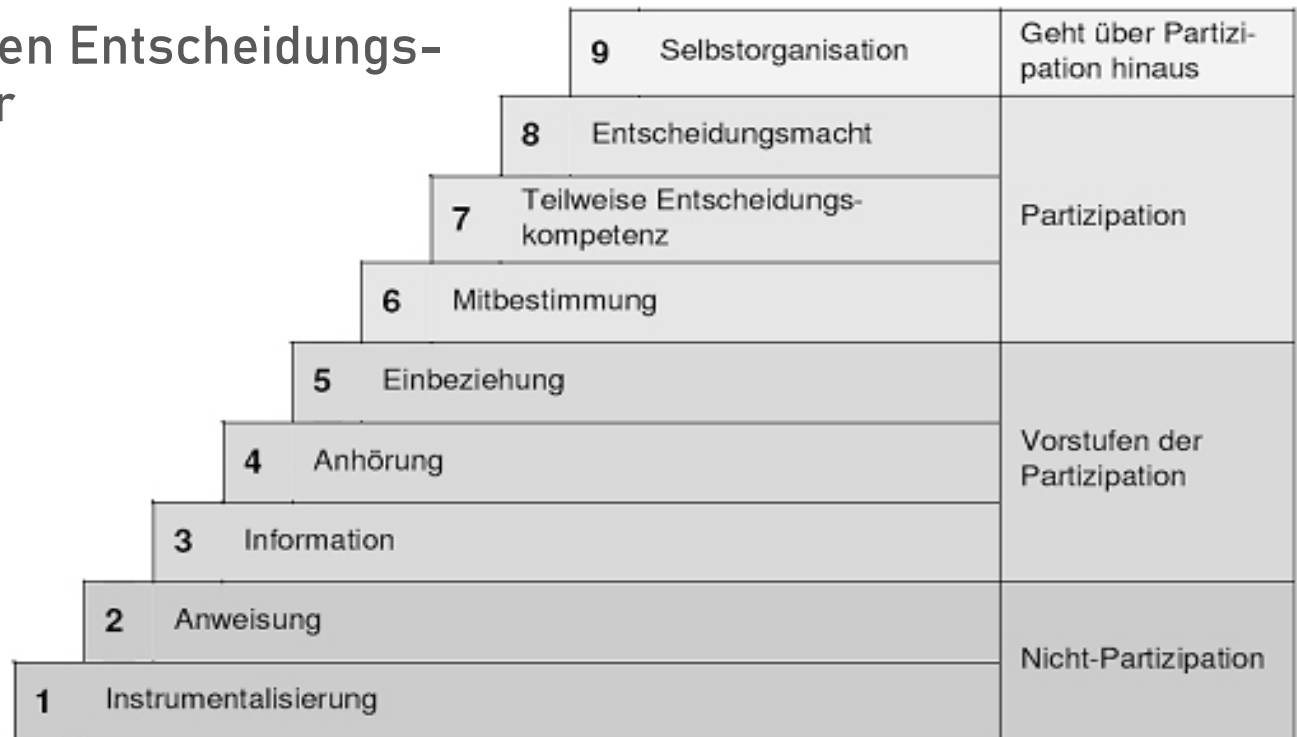 en Entscheidungs-
r
9 Selbstorganisation
Geht über Partizi-
pation hinaus
8 Entscheidungsmacht
7 Teilweise Entscheidungs-
kompetenz
6 Mitbestimmung
Partizipation
5 Einbeziehung
4 Anhörung
3 Information
Vorstufen der
Partizipation
2 Anweisung
1 Instrumentalisierung
Nicht-Partizipation